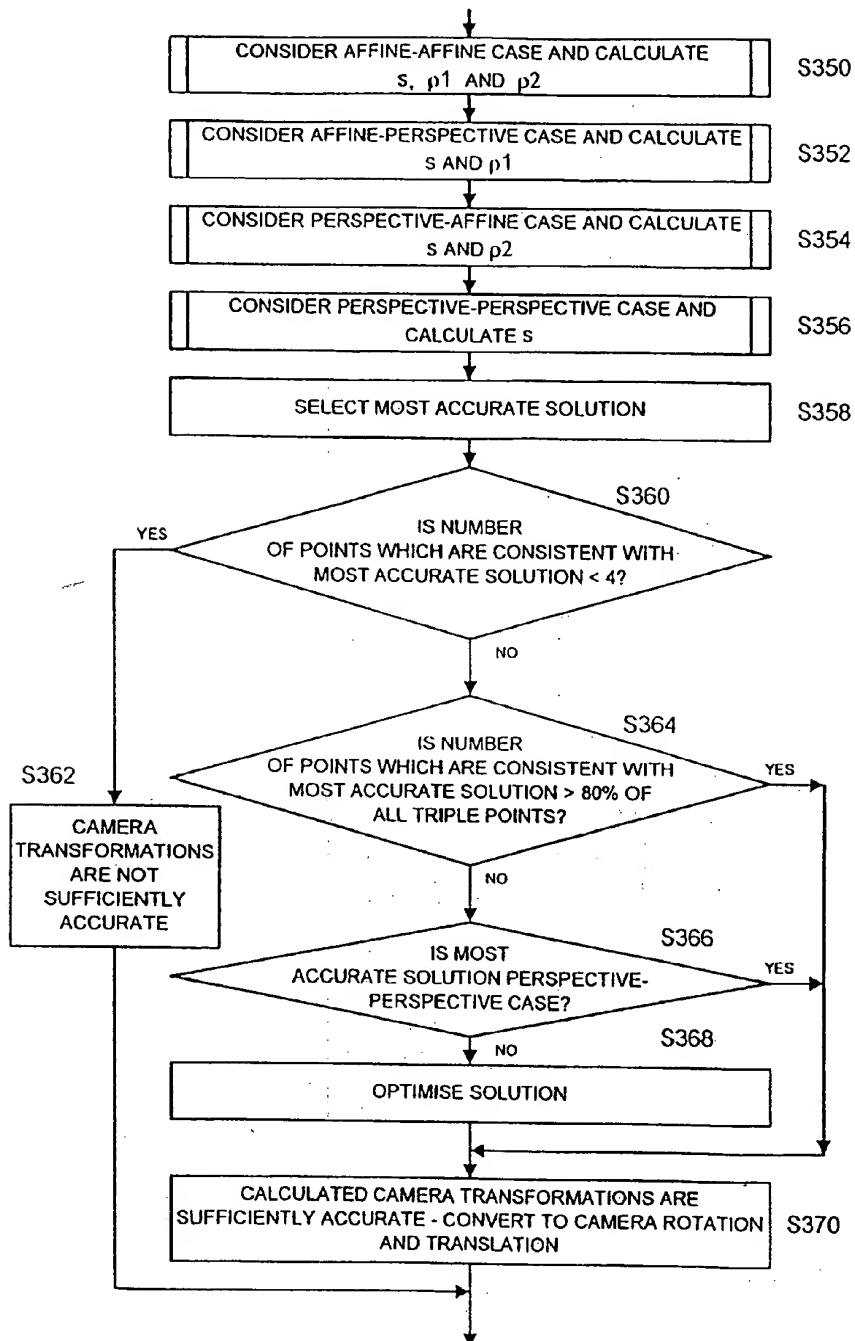 CONSIDER AFFINE-AFFINE CASE AND CALCULATE
s, ρ1 AND ρ2
S350
CONSIDER AFFINE-PERSPECTIVE CASE AND CALCULATE
s AND ρ1
S352
CONSIDER PERSPECTIVE-AFFINE CASE AND CALCULATE
s AND ρ2
S354
CONSIDER PERSPECTIVE-PERSPECTIVE CASE AND
CALCULATE s
S356
SELECT MOST ACCURATE SOLUTION
S358
S360
YES
IS NUMBER
OF POINTS WHICH ARE CONSISTENT WITH
MOST ACCURATE SOLUTION < 4?
NO
S364
IS NUMBER
OF POINTS WHICH ARE CONSISTENT WITH
MOST ACCURATE SOLUTION > 80% OF
ALL TRIPLE POINTS?
YES
S362
CAMERA
TRANSFORMATIONS
ARE NOT
SUFFICIENTLY
ACCURATE
NO
S366
IS MOST
ACCURATE SOLUTION PERSPECTIVE-
PERSPECTIVE CASE?
YES
S368
NO
OPTIMISE SOLUTION
CALCULATED CAMERA TRANSFORMATIONS ARE
SUFFICIENTLY ACCURATE - CONVERT TO CAMERA ROTATION
AND TRANSLATION
S370